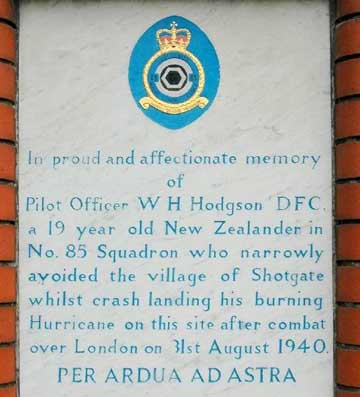 In proud and affectionate memory
of
Pilot Officer W H Hodgson DFC.
a 19 year old New Zealander in
No. 85 Squadron who narrowly
avoided the village of Shotgate
whilst crash landing his burning
Hurricane on this site after combat
over London on 31st August 1940.
PER ARDUA AD ASTRA